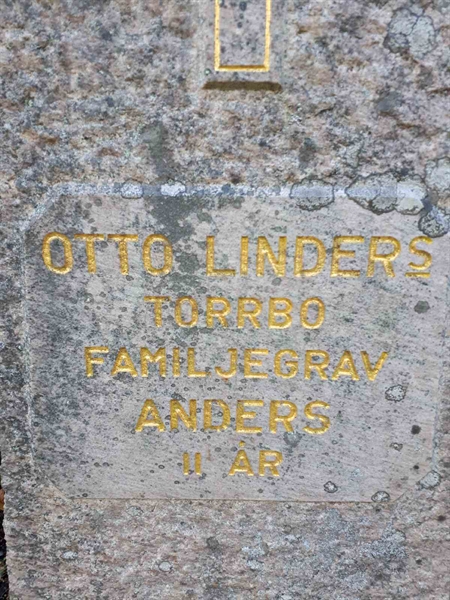 OTTO LINDERS
TORRBO
FAMILJEGRAV
ANDERS
11 ÅR